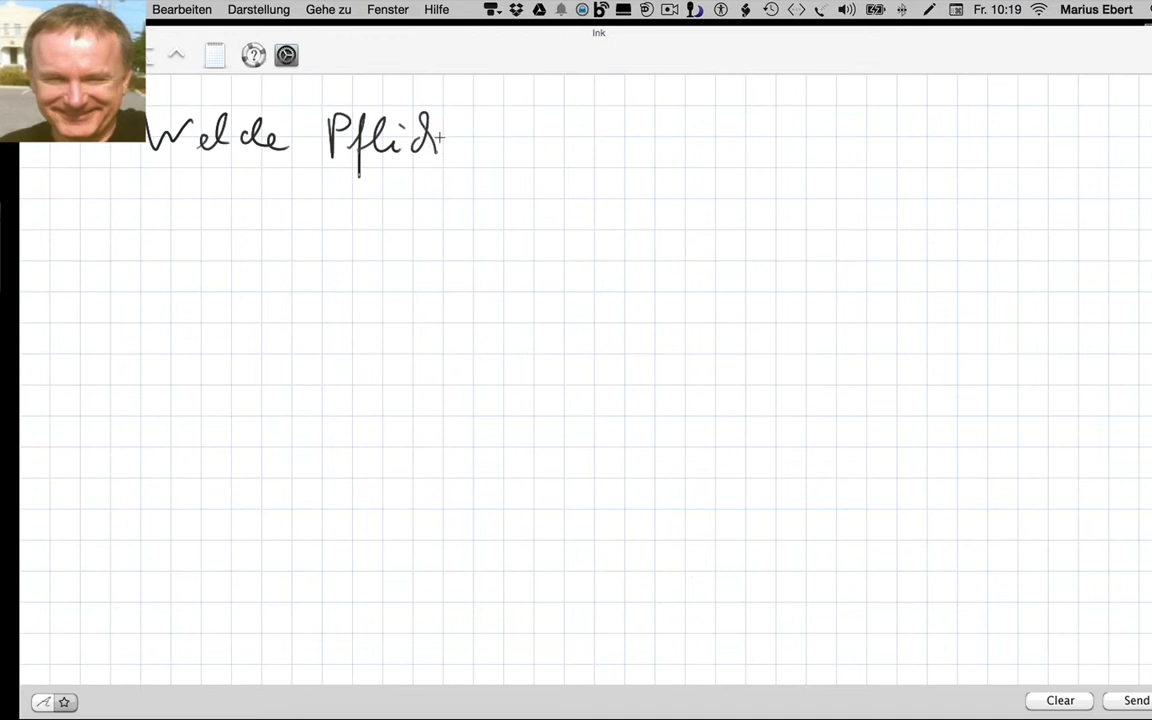 Bearbeiten Darstellung Gehe zu Fenster Hilfe Fr. 10:19 Marius Ebert
Ink
Welche Pflich
Clear Send